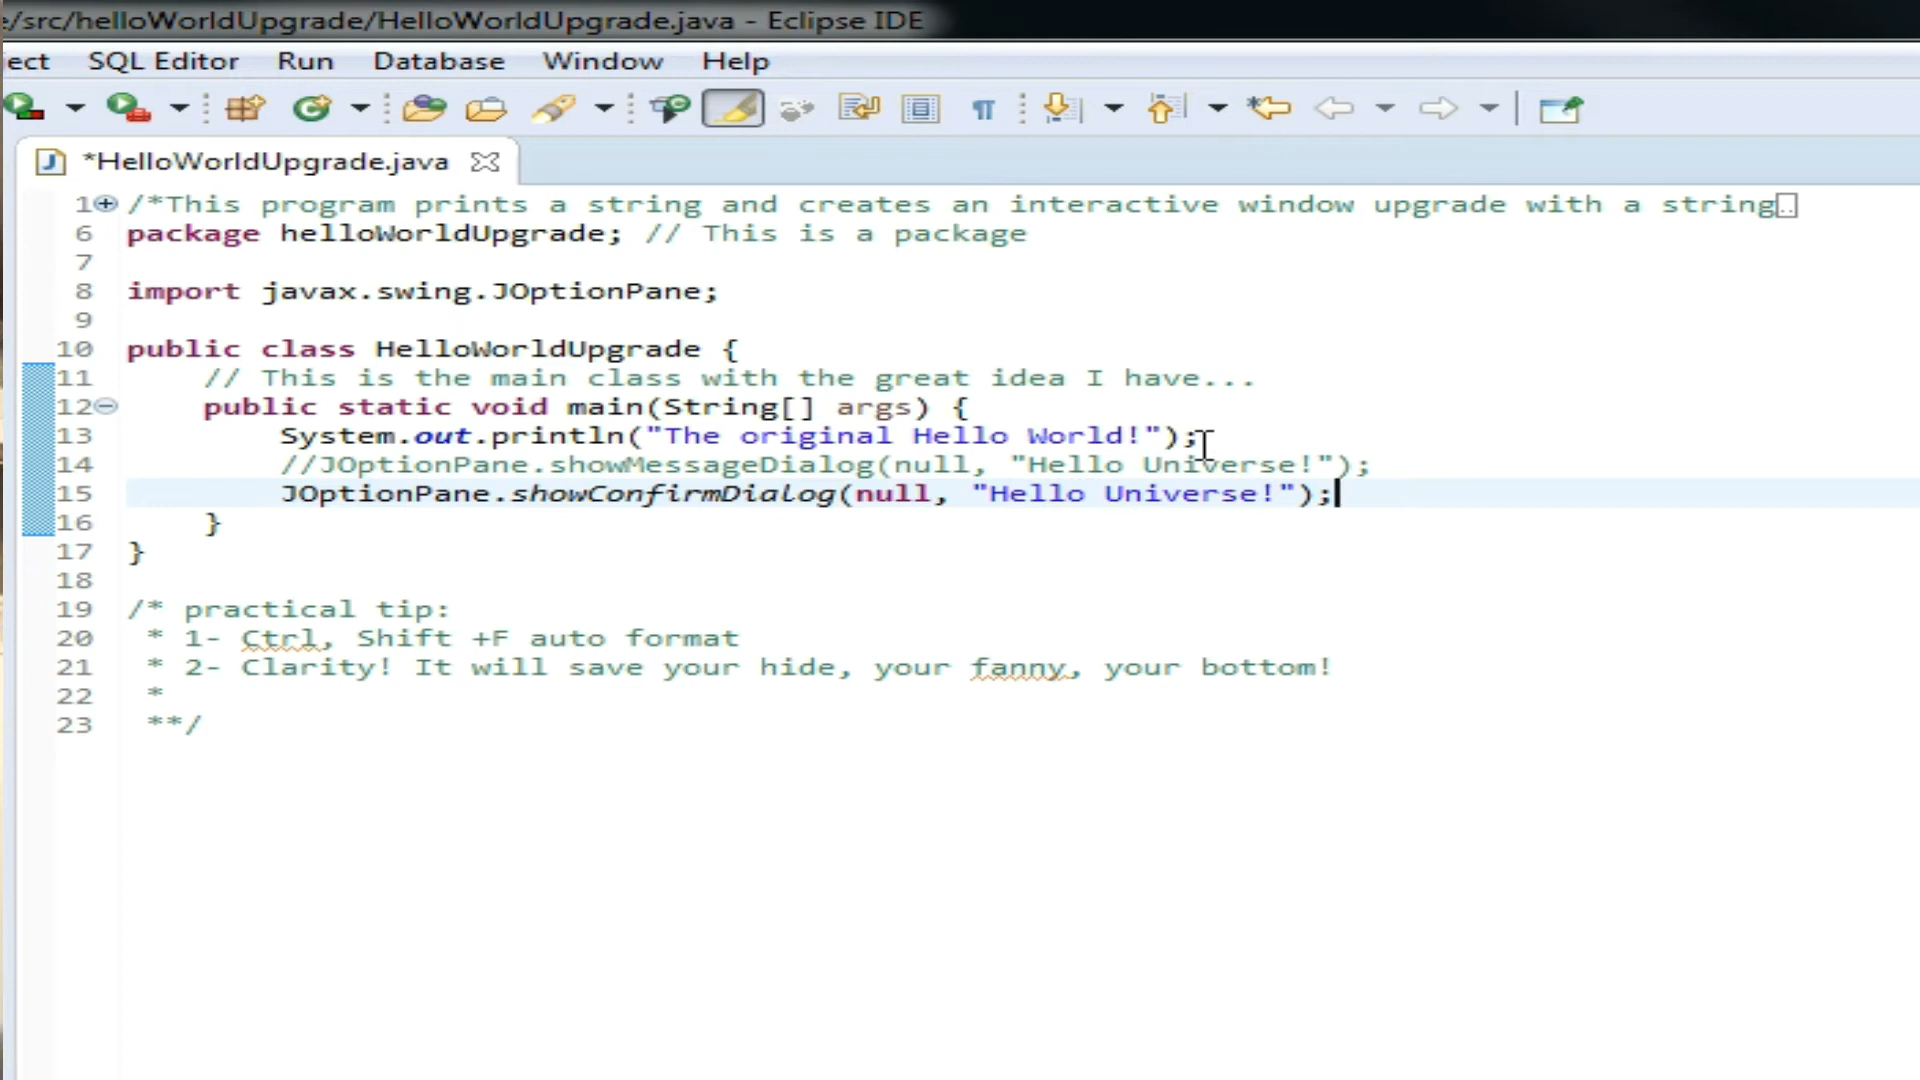 e/src/helloWorldUpgrade/HelloWorldUpgrade.java - Eclipse IDE
ject SQL Editor Run Database Window Help
*HelloWorldUpgrade.java
1 /*This program prints a string and creates an interactive window upgrade with a string..
6 package helloWorldUpgrade; // This is a package
7
8 import javax.swing.JOptionPane;
9
10 public class HelloWorldUpgrade {
11 // This is the main class with the great idea I have...
12 public static void main(String[] args) {
13 System.out.println("The original Hello World!");
14 //JOptionPane.showMessageDialog(null, "Hello Universe!");
15 JOptionPane.showConfirmDialog(null, "Hello Universe!");
16 }
17 }
18
19 /* practical tip:
20 * 1- Ctrl, Shift +F auto format
21 * 2- Clarity! It will save your hide, your fanny, your bottom!
22 *
23 **/